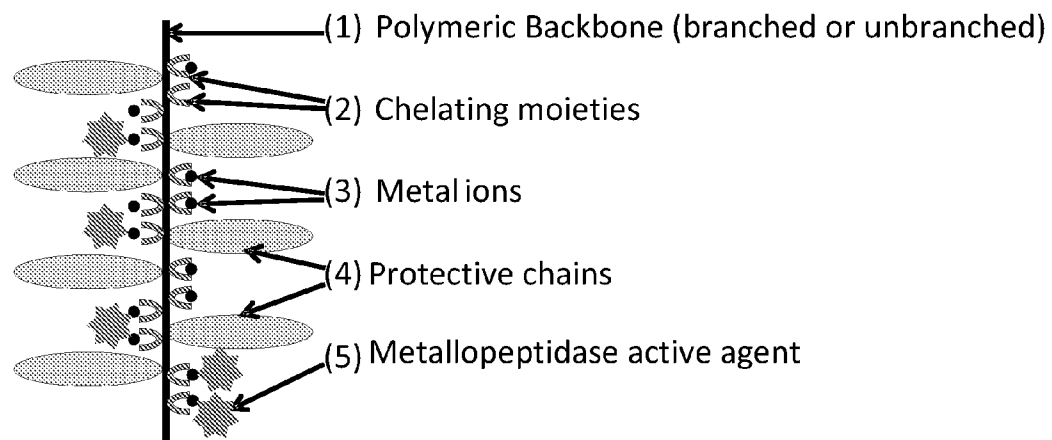 (1) Polymeric Backbone (branched or unbranched)
(2) Chelating moieties
(3) Metal ions
(4) Protective chains
(5) Metallopeptidase active agent